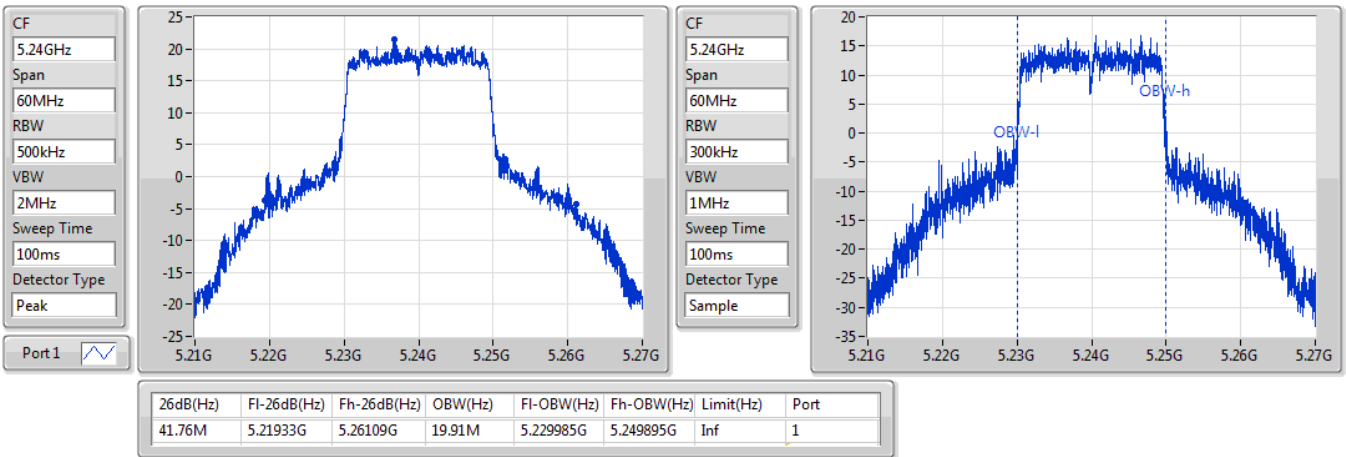 CF
5.24GHz
Span
60MHz
RBW
500kHz
VBW
2MHz
Sweep Time
100ms
Detector Type
Peak
Port 1
25
20
15
10
5
0
-5
-10
-15
-20
-25
5.21G 5.22G 5.23G 5.24G 5.25G 5.26G 5.27G
CF
5.24GHz
Span
60MHz
RBW
300kHz
VBW
1MHz
Sweep Time
100ms
Detector Type
Sample
20
15
10
5
0
-5
-10
-15
-20
-25
-30
-35
OBW-h
OBW-l
5.21G 5.22G 5.23G 5.24G 5.25G 5.26G 5.27G
26dB(Hz) Fl-26dB(Hz) Fh-26dB(Hz) OBW(Hz) Fl-OBW(Hz) Fh-OBW(Hz) Limit(Hz) Port
41.76M 5.21933G 5.26109G 19.91M 5.229985G 5.249895G Inf 1